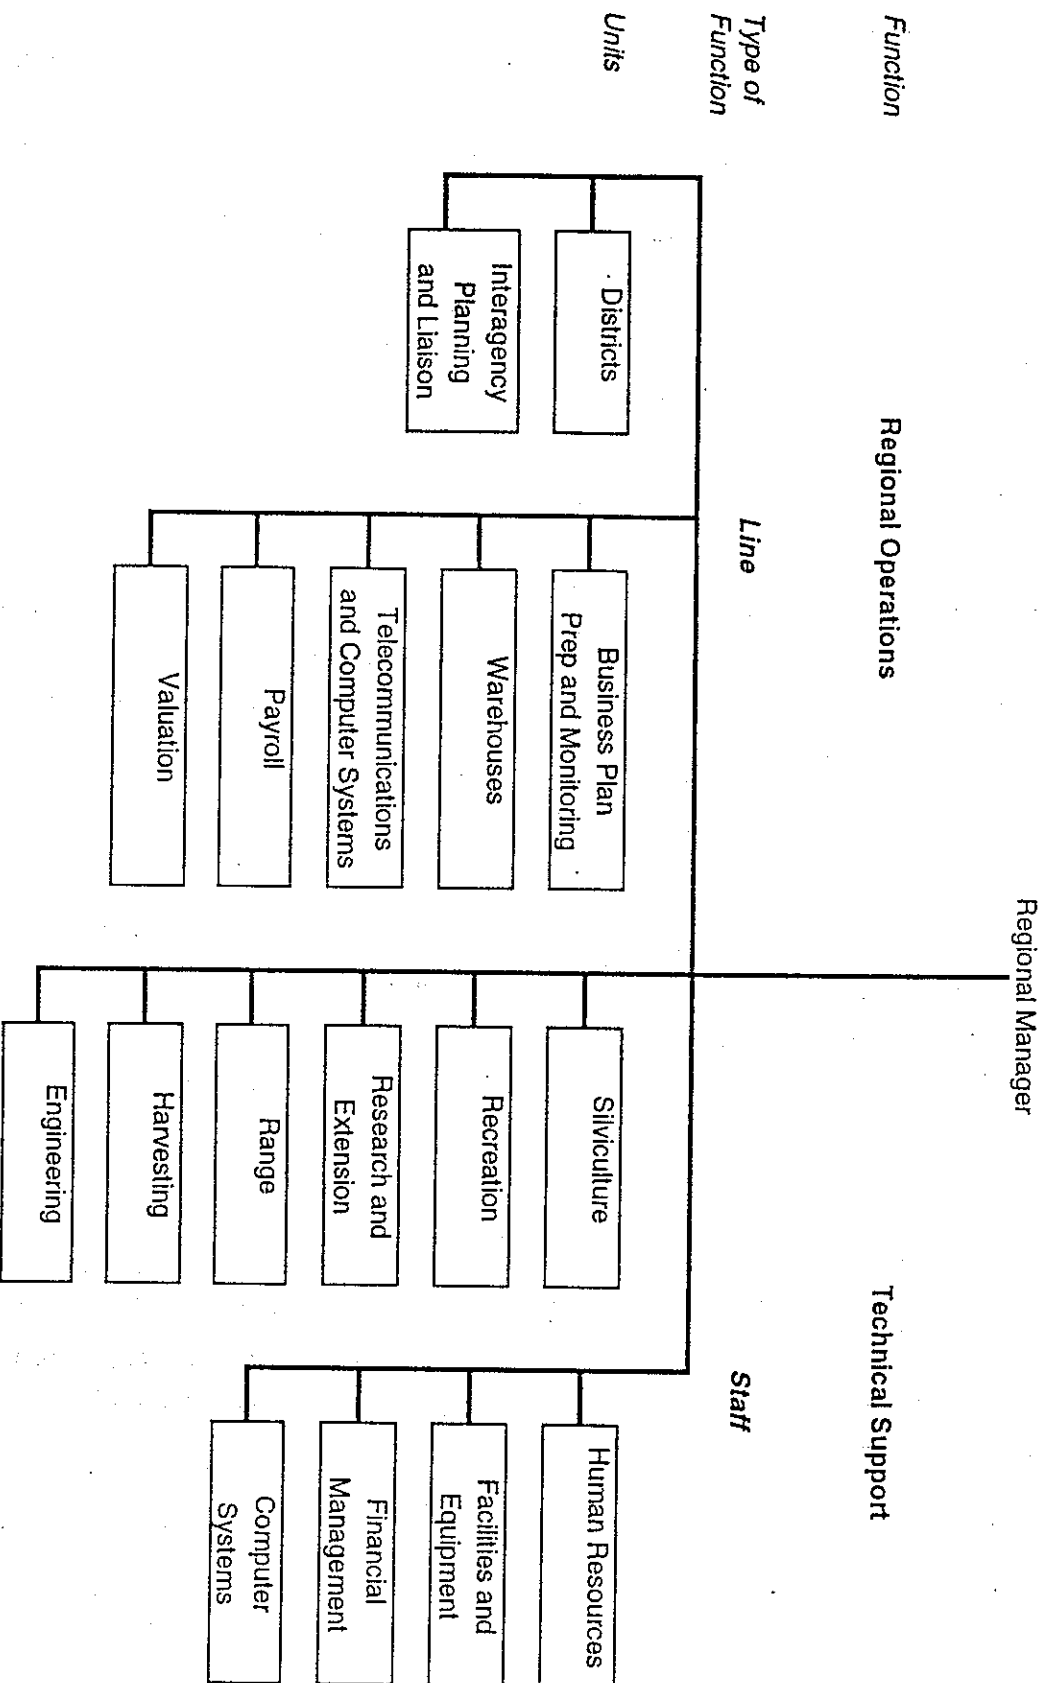 Regional Manager
Function
Regional Operations
Technical Support
Type of
Function
Line
Staff
Units
Districts
Interagency
Planning
and Liaison
Business Plan
Prep and Monitoring
Warehouses
Telecommunications
and Computer Systems
Payroll
Valuation
Silviculture
Recreation
Research and
Extension
Range
Harvesting
Engineering
Human Resources
Facilities and
Equipment
Financial
Management
Computer
Systems